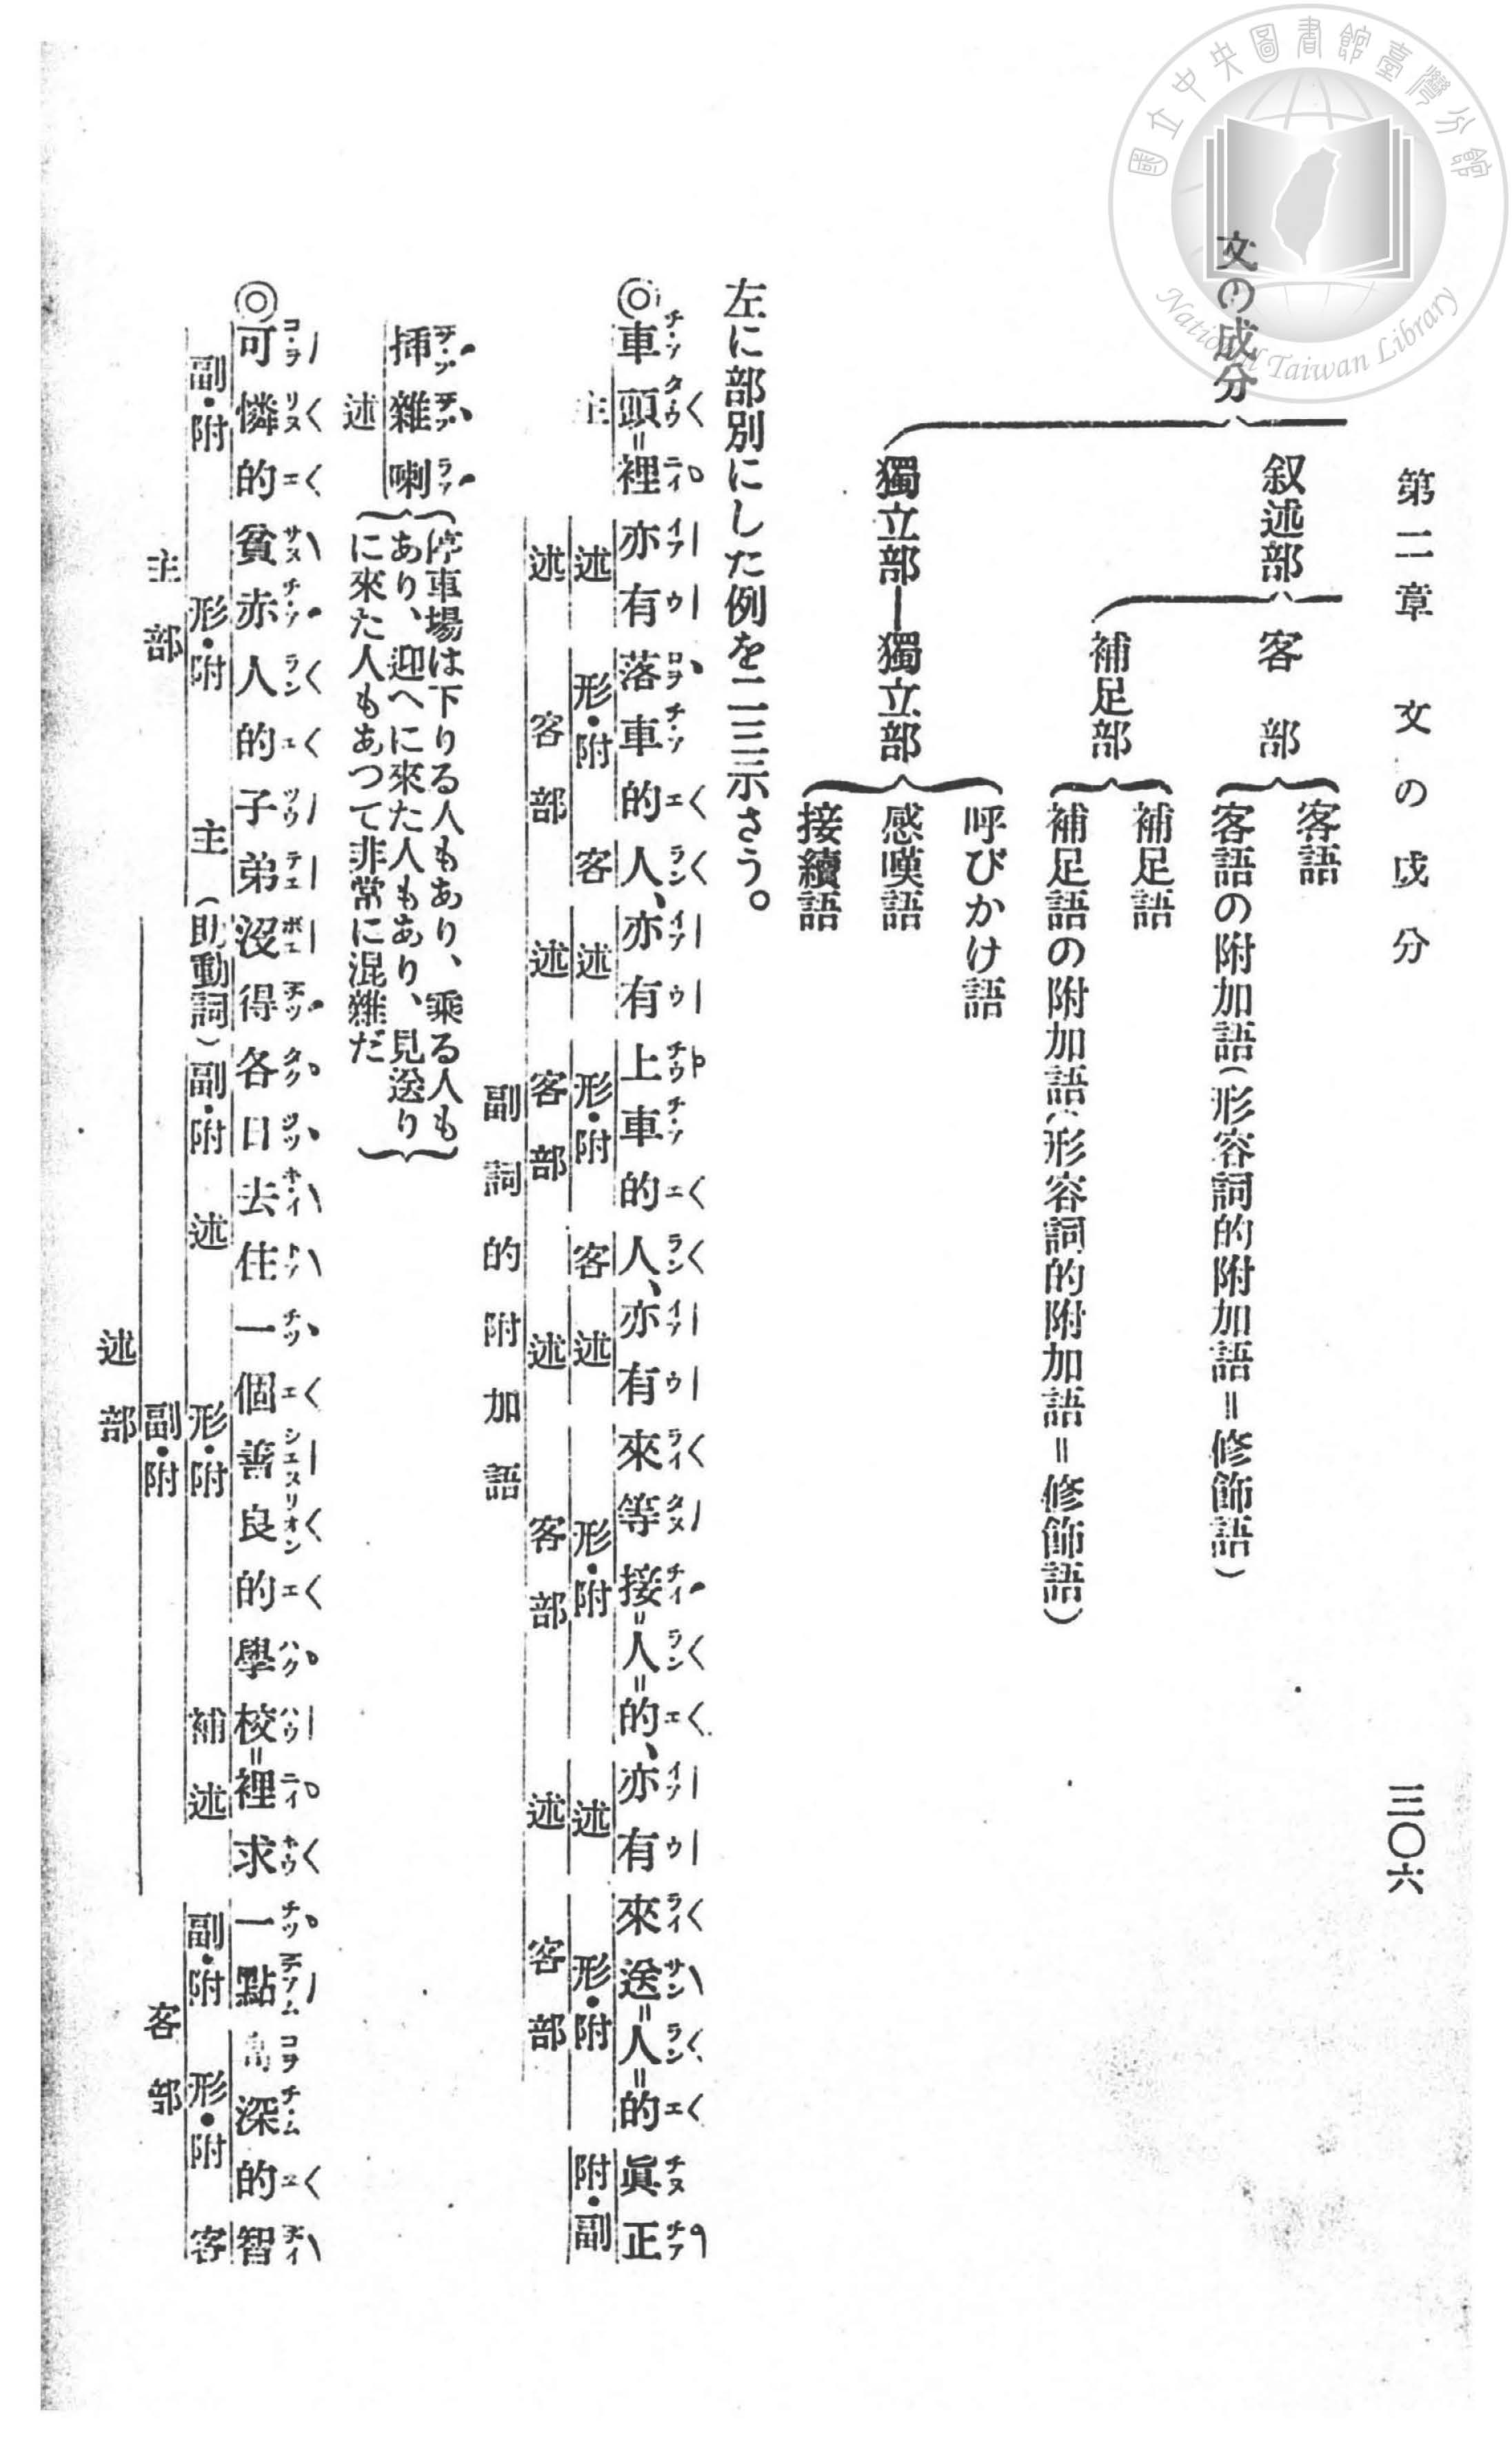 國立中央圖書館臺灣分館
National Taiwan Library
第二章 文の成分
三〇六
文の成分
叙述部
客部
客語
客語の附加語(形容詞的附加語=修飾語)
補足部
補足語
補足語の附加語(形容詞的附加語=修飾語)
獨立部―獨立部
呼びかけ語
感嘆語
接續語
左に部別にした例を二三示さう。
◎車頭=裡亦有落車的人、亦有上車的人、亦有來等接=人=的、亦有來送=人=的眞正
主 述 形・附 客 述 形・附 客 述 形・附 述 形・附 附・副
述 客部 述 客部 述 客部 述 客部
副詞的附加語
插雜喇
述
停車場は下りる人もあり、乘る人も
あり、迎へに來た人もあり、見送り
に來た人もあつて非常に混雜だ
◎可憐的貧赤人的子弟沒得各日去住一個善良的學校=裡求一點高深的智
副・附 形・附 主 (助動詞) 副・附 述 形・附 補 述 副・附 形・附 客
主部 副・附 客部
述部